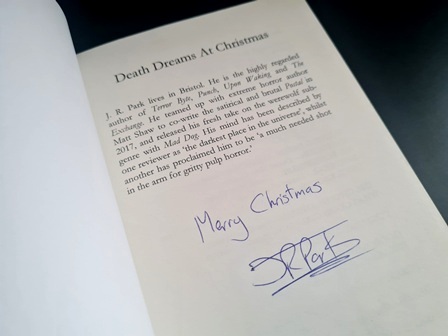 Death Dreams At Christmas
J. R. Park lives in Bristol. He is the highly regarded
author of Terror Byte, Punch, Upon Waking and The
Exchange. He teamed up with extreme horror author
Matt Shaw to co-write the satirical and brutal Postal in
2017, and released his fresh take on the werewolf sub-
genre with Mad Dog. His mind has been described by
one reviewer as 'the darkest place in the universe', whilst
another has proclaimed him to be 'a much needed shot
in the arm for gritty pulp horror.'
Merry Christmas
JR Park